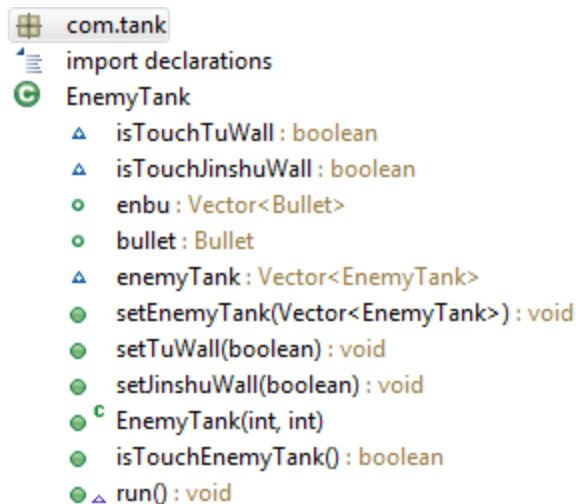 com.tank
import declarations
EnemyTank
isTouchTuWall : boolean
isTouchJinshuWall : boolean
enbu : Vector<Bullet>
bullet : Bullet
enemyTank : Vector<EnemyTank>
setEnemyTank(Vector<EnemyTank>) : void
setTuWall(boolean) : void
setJinshuWall(boolean) : void
EnemyTank(int, int)
isTouchEnemyTank() : boolean
run() : void